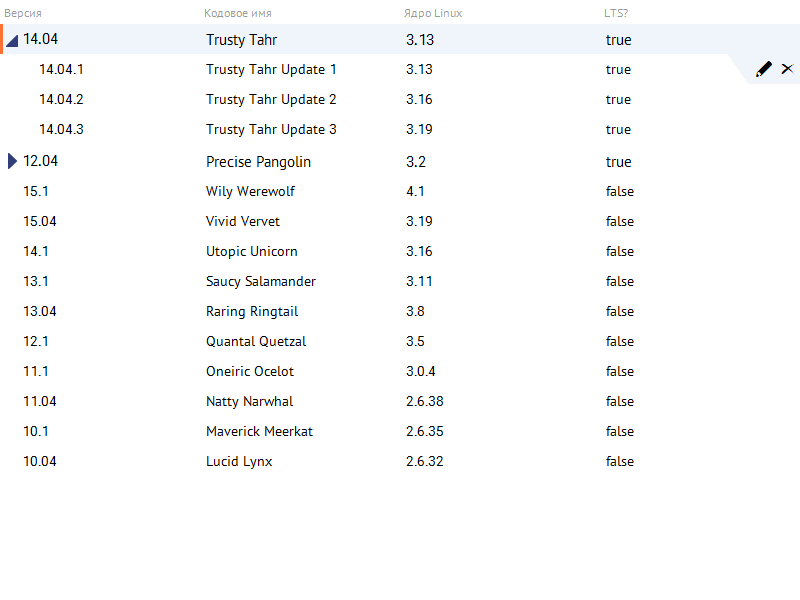 Версия Кодовое имя Ядро Linux LTS?
14.04 Trusty Tahr 3.13 true
14.04.1 Trusty Tahr Update 1 3.13 true
14.04.2 Trusty Tahr Update 2 3.16 true
14.04.3 Trusty Tahr Update 3 3.19 true
12.04 Precise Pangolin 3.2 true
15.1 Wily Werewolf 4.1 false
15.04 Vivid Vervet 3.19 false
14.1 Utopic Unicorn 3.16 false
13.1 Saucy Salamander 3.11 false
13.04 Raring Ringtail 3.8 false
12.1 Quantal Quetzal 3.5 false
11.1 Oneiric Ocelot 3.0.4 false
11.04 Natty Narwhal 2.6.38 false
10.1 Maverick Meerkat 2.6.35 false
10.04 Lucid Lynx 2.6.32 false